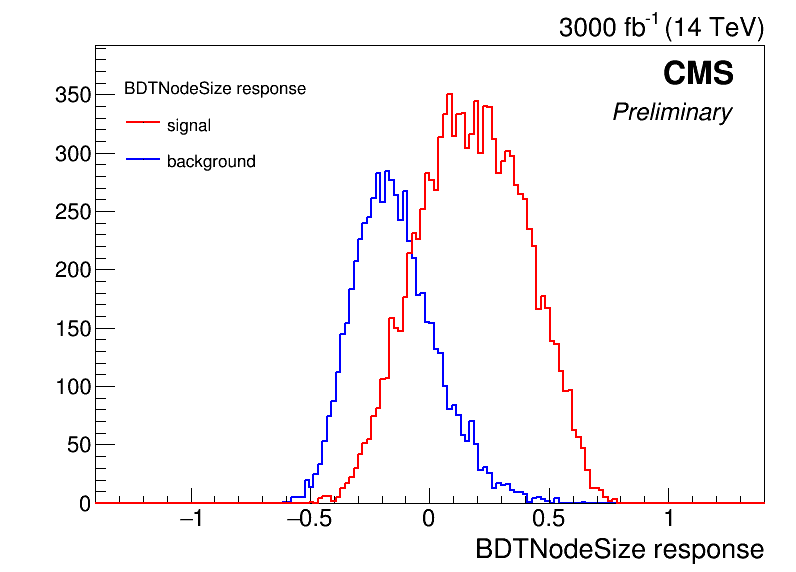 3000 fb-1 (14 TeV)
CMS
Preliminary
BDTNodeSize response
signal
background
350
300
250
200
150
100
50
0
−1 −0.5 0 0.5 1
BDTNodeSize response